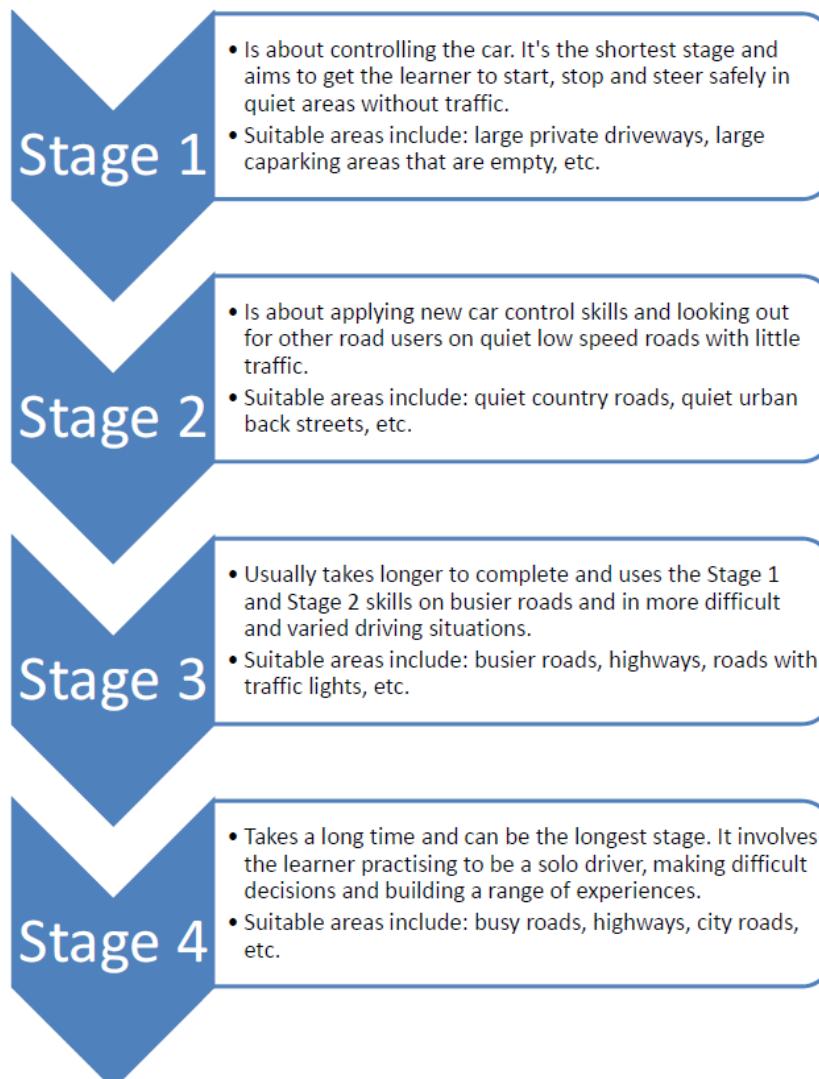 Stage 1
• Is about controlling the car. It's the shortest stage and
aims to get the learner to start, stop and steer safely in
quiet areas without traffic.
• Suitable areas include: large private driveways, large
caparking areas that are empty, etc.
Stage 2
• Is about applying new car control skills and looking out
for other road users on quiet low speed roads with little
traffic.
• Suitable areas include: quiet country roads, quiet urban
back streets, etc.
Stage 3
• Usually takes longer to complete and uses the Stage 1
and Stage 2 skills on busier roads and in more difficult
and varied driving situations.
• Suitable areas include: busier roads, highways, roads with
traffic lights, etc.
Stage 4
• Takes a long time and can be the longest stage. It involves
the learner practising to be a solo driver, making difficult
decisions and building a range of experiences.
• Suitable areas include: busy roads, highways, city roads,
etc.